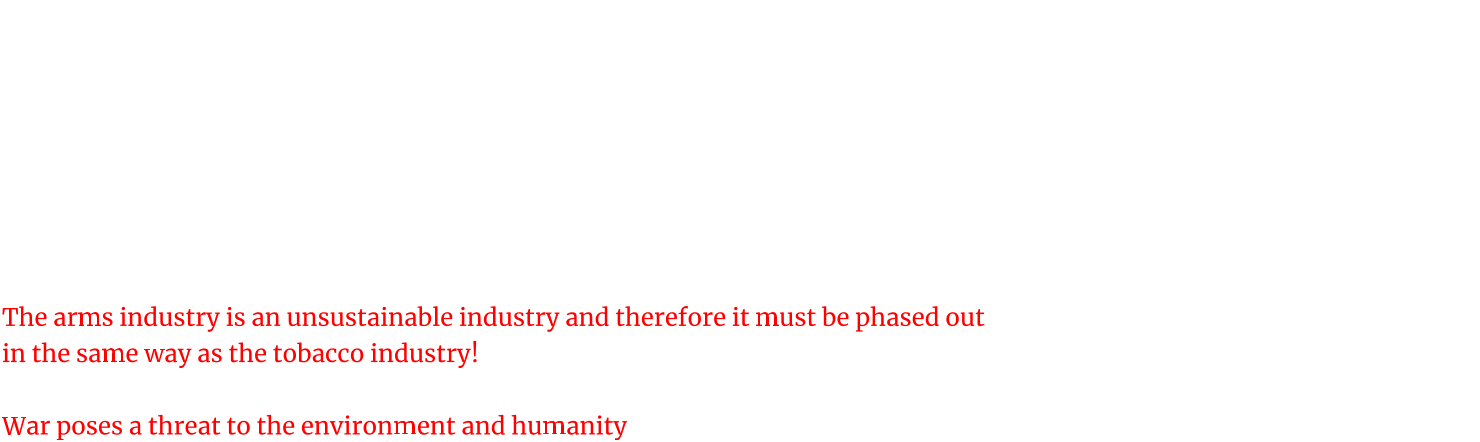 The arms industry is an unsustainable industry and therefore it must be phased out
in the same way as the tobacco industry!
War poses a threat to the environment and humanity